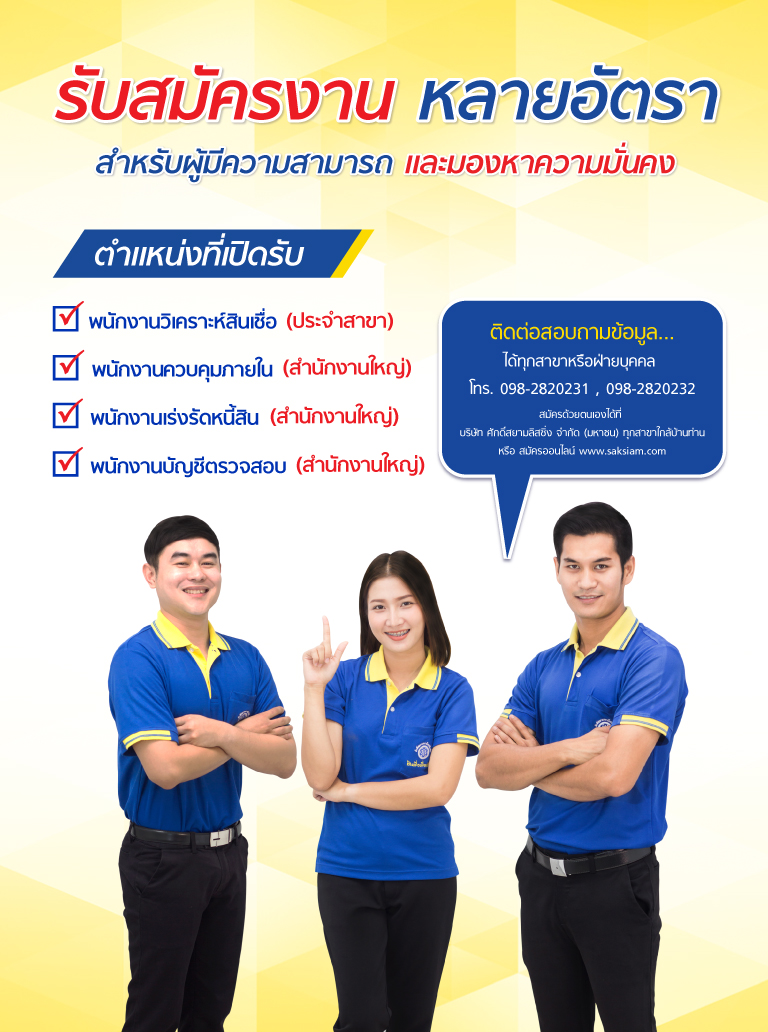 รับสมัครงาน หลายอัตรา
สำหรับผู้มีความสามารถ และมองหาความมั่นคง
ตำแหน่งที่เปิดรับ
พนักงานวิเคราะห์สินเชื่อ (ประจำสาขา)
พนักงานควบคุมภายใน (สำนักงานใหญ่)
พนักงานเร่งรัดหนี้สิน (สำนักงานใหญ่)
พนักงานบัญชีตรวจสอบ (สำนักงานใหญ่)
ติดต่อสอบถามข้อมูล...
ได้ทุกสาขาหรือฝ่ายบุคคล
โทร. 098-2820231 , 098-2820232
สมัครด้วยตนเองได้ที่
บริษัท ศักดิ์สยามลิสซิ่ง จำกัด (มหาชน) ทุกสาขาใกล้บ้านท่าน
หรือ สมัครออนไลน์ www.saksiam.com